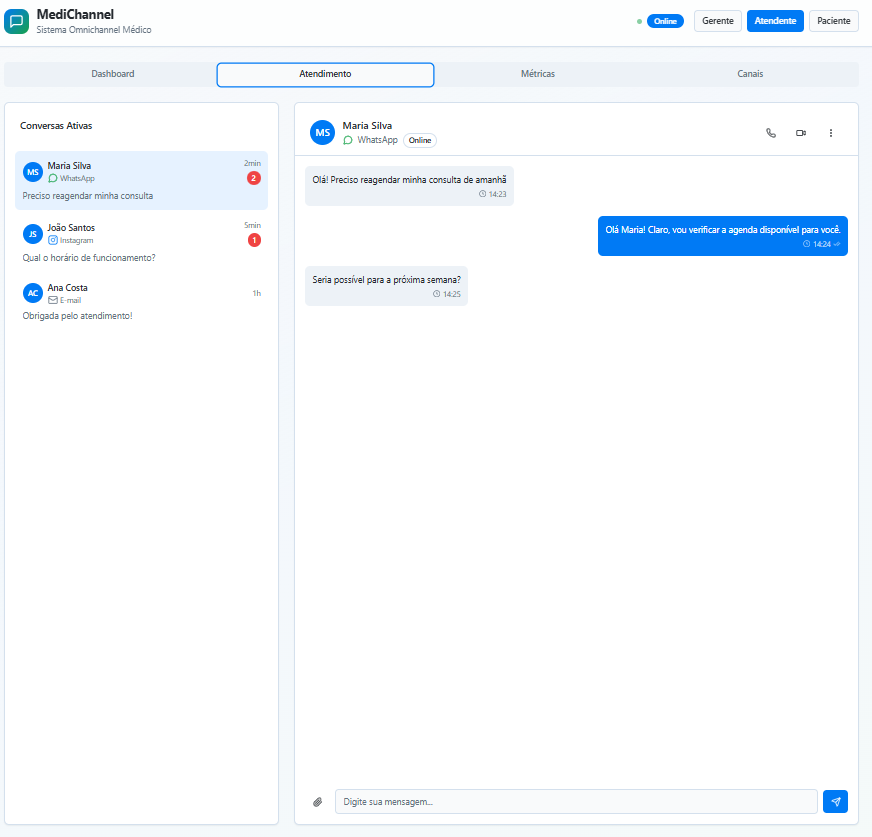 MediChannel
Sistema Omnichannel Médico
Online
Gerente
Atendente
Paciente
Dashboard
Atendimento
Métricas
Canais
Conversas Ativas
MS
Maria Silva
WhatsApp
2min
2
Preciso reagendar minha consulta
JS
João Santos
Instagram
5min
1
Qual o horário de funcionamento?
AC
Ana Costa
E-mail
1h
Obrigada pelo atendimento!
MS
Maria Silva
WhatsApp
Online
Olá! Preciso reagendar minha consulta de amanhã
14:23
Olá Maria! Claro, vou verificar a agenda disponível para você.
14:24
Seria possível para a próxima semana?
14:25
Digite sua mensagem...